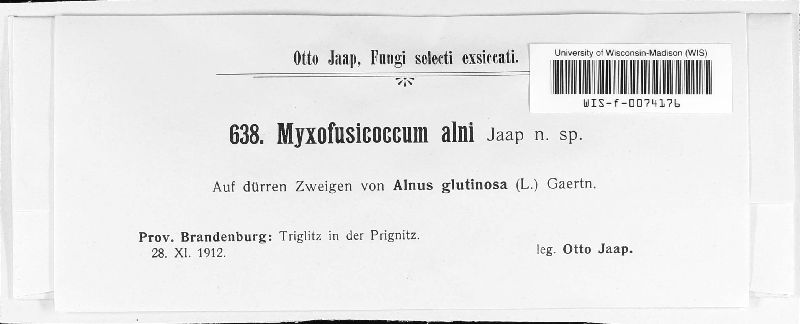 Otto Jaap, Fungi selecti exsiccati.
University of Wisconsin-Madison (WIS)
WIS-f-0074176
638. Myxofusicoccum alni Jaap n. sp.
Auf dürren Zweigen von Alnus glutinosa (L.) Gaertn.
Prov. Brandenburg: Triglitz in der Prignitz.
28. XI. 1912.
leg. Otto Jaap.